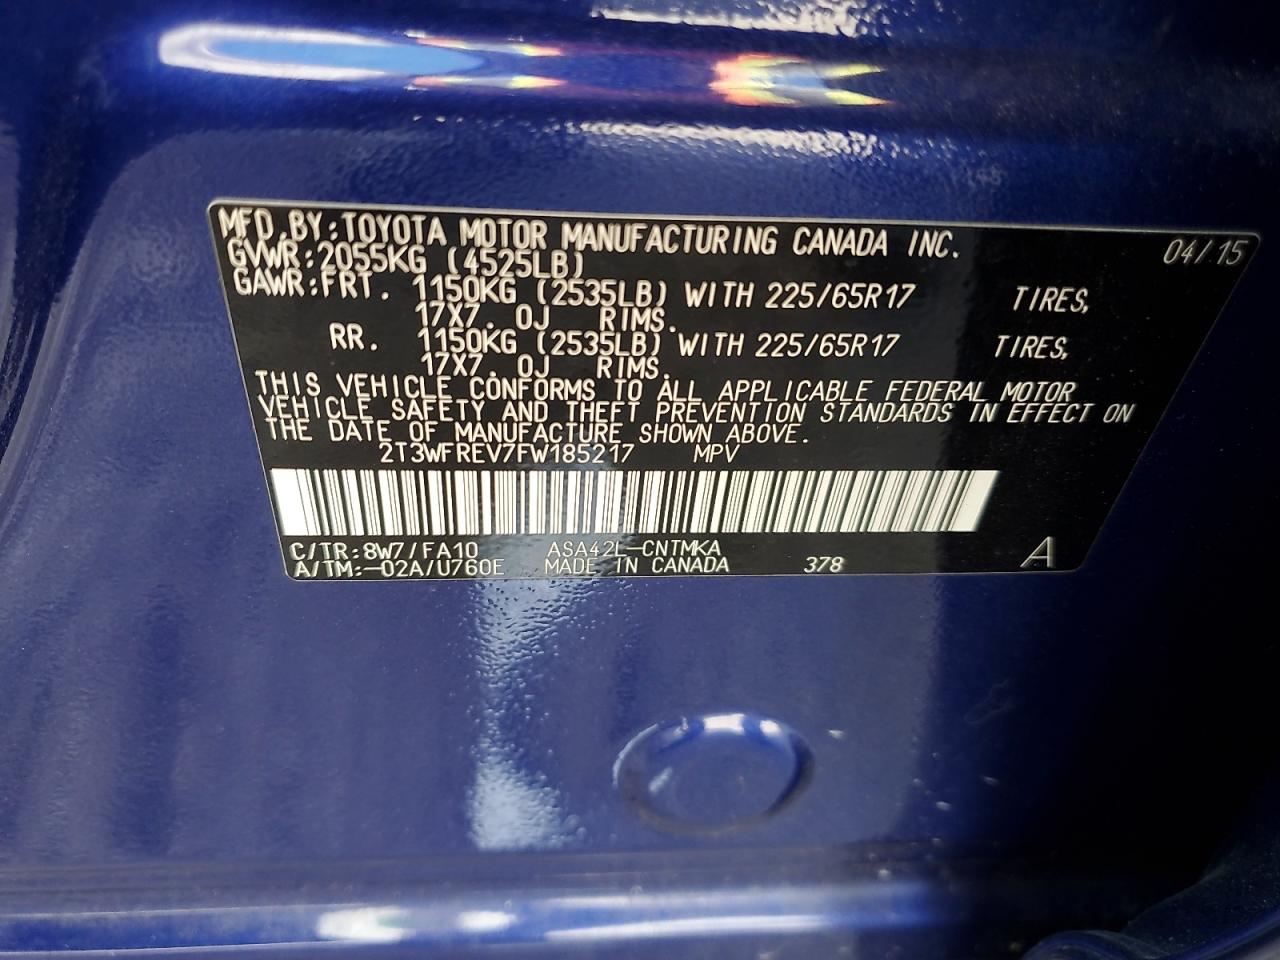 MFD.BY:TOYOTA MOTOR MANUFACTURING CANADA INC. 04/15
GVWR:2055KG (4525LB)
GAWR:FRT. 1150KG (2535LB) WITH 225/65R17 TIRES,
17X7. 0J RIMS.
RR. 1150KG (2535LB) WITH 225/65R17 TIRES,
17X7. 0J RIMS.
THIS VEHICLE CONFORMS TO ALL APPLICABLE FEDERAL MOTOR
VEHICLE SAFETY AND THEFT PREVENTION STANDARDS IN EFFECT ON
THE DATE OF MANUFACTURE SHOWN ABOVE.
2T3WFREV7FW185217 MPV
C/TR:8W7/FA10 ASA42L-CNTMKA
A/TM:-02A/U760E MADE IN CANADA 378 A